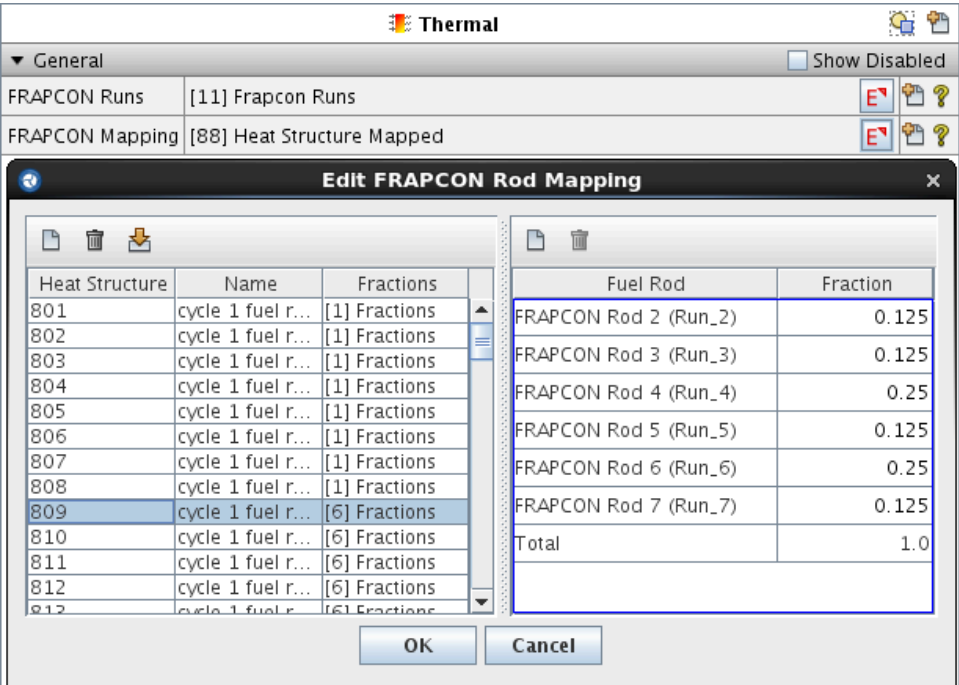 Thermal
General Show Disabled
FRAPCON Runs [11] Frapcon Runs E ?
FRAPCON Mapping [88] Heat Structure Mapped E ?
Edit FRAPCON Rod Mapping ×
Heat Structure Name Fractions
801 cycle 1 fuel r... [1] Fractions
802 cycle 1 fuel r... [1] Fractions
803 cycle 1 fuel r... [1] Fractions
804 cycle 1 fuel r... [1] Fractions
805 cycle 1 fuel r... [1] Fractions
806 cycle 1 fuel r... [1] Fractions
807 cycle 1 fuel r... [1] Fractions
808 cycle 1 fuel r... [1] Fractions
809 cycle 1 fuel r... [6] Fractions
810 cycle 1 fuel r... [6] Fractions
811 cycle 1 fuel r... [6] Fractions
812 cycle 1 fuel r... [6] Fractions
813 cycle 1 fuel r... [6] Fractions
Fuel Rod Fraction
FRAPCON Rod 2 (Run_2) 0.125
FRAPCON Rod 3 (Run_3) 0.125
FRAPCON Rod 4 (Run_4) 0.25
FRAPCON Rod 5 (Run_5) 0.125
FRAPCON Rod 6 (Run_6) 0.25
FRAPCON Rod 7 (Run_7) 0.125
Total 1.0
OK Cancel